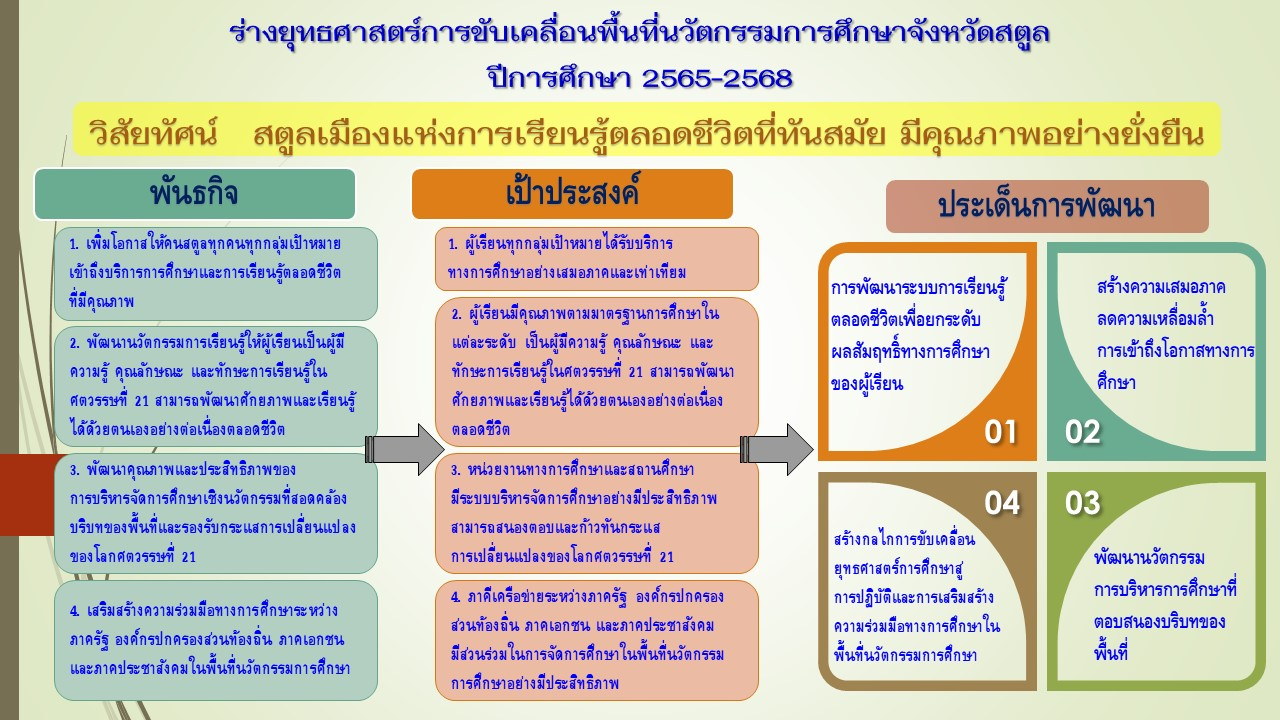 ร่างยุทธศาสตร์การขับเคลื่อนพื้นที่นวัตกรรมการศึกษาจังหวัดสตูล
ปีการศึกษา 2565-2568
วิสัยทัศน์ สตูลเมืองแห่งการเรียนรู้ตลอดชีวิตที่ทันสมัย มีคุณภาพอย่างยั่งยืน
พันธกิจ
1. เพิ่มโอกาสให้คนสตูลทุกคนทุกกลุ่มเป้าหมาย
เข้าถึงบริการการศึกษาและการเรียนรู้ตลอดชีวิต
ที่มีคุณภาพ
2. พัฒนานวัตกรรมการเรียนรู้ให้ผู้เรียนเป็นผู้มี
ความรู้ คุณลักษณะ และทักษะการเรียนรู้ใน
ศตวรรษที่ 21 สามารถพัฒนาศักยภาพและเรียนรู้
ได้ด้วยตนเองอย่างต่อเนื่องตลอดชีวิต
3. พัฒนาคุณภาพและประสิทธิภาพของ
การบริหารจัดการศึกษาเชิงนวัตกรรมที่สอดคล้อง
บริบทของพื้นที่และรองรับกระแสการเปลี่ยนแปลง
ของโลกศตวรรษที่ 21
4. เสริมสร้างความร่วมมือทางการศึกษาระหว่าง
ภาครัฐ องค์กรปกครองส่วนท้องถิ่น ภาคเอกชน
และภาคประชาสังคมในพื้นที่นวัตกรรมการศึกษา
เป้าประสงค์
1. ผู้เรียนทุกกลุ่มเป้าหมายได้รับบริการ
ทางการศึกษาอย่างเสมอภาคและเท่าเทียม
2. ผู้เรียนมีคุณภาพตามมาตรฐานการศึกษาใน
แต่ละระดับ เป็นผู้มีความรู้ คุณลักษณะ และ
ทักษะการเรียนรู้ในศตวรรษที่ 21 สามารถพัฒนา
ศักยภาพและเรียนรู้ได้ด้วยตนเองอย่างต่อเนื่อง
ตลอดชีวิต
3. หน่วยงานทางการศึกษาและสถานศึกษา
มีระบบบริหารจัดการศึกษาอย่างมีประสิทธิภาพ
สามารถสนองตอบและก้าวทันกระแส
การเปลี่ยนแปลงของโลกศตวรรษที่ 21
4. ภาคีเครือข่ายระหว่างภาครัฐ องค์กรปกครอง
ส่วนท้องถิ่น ภาคเอกชน และภาคประชาสังคม
มีส่วนร่วมในการจัดการศึกษาในพื้นที่นวัตกรรม
การศึกษาอย่างมีประสิทธิภาพ
ประเด็นการพัฒนา
การพัฒนาระบบการเรียนรู้
ตลอดชีวิตเพื่อยกระดับ
ผลสัมฤทธิ์ทางการศึกษา
ของผู้เรียน
01
สร้างความเสมอภาค
ลดความเหลื่อมล้ำ
การเข้าถึงโอกาสทางการ
ศึกษา
02
04
สร้างกลไกการขับเคลื่อน
ยุทธศาสตร์การศึกษาสู่
การปฏิบัติและการเสริมสร้าง
ความร่วมมือทางการศึกษาใน
พื้นที่นวัตกรรมการศึกษา
03
พัฒนานวัตกรรม
การบริหารการศึกษาที่
ตอบสนองบริบทของ
พื้นที่